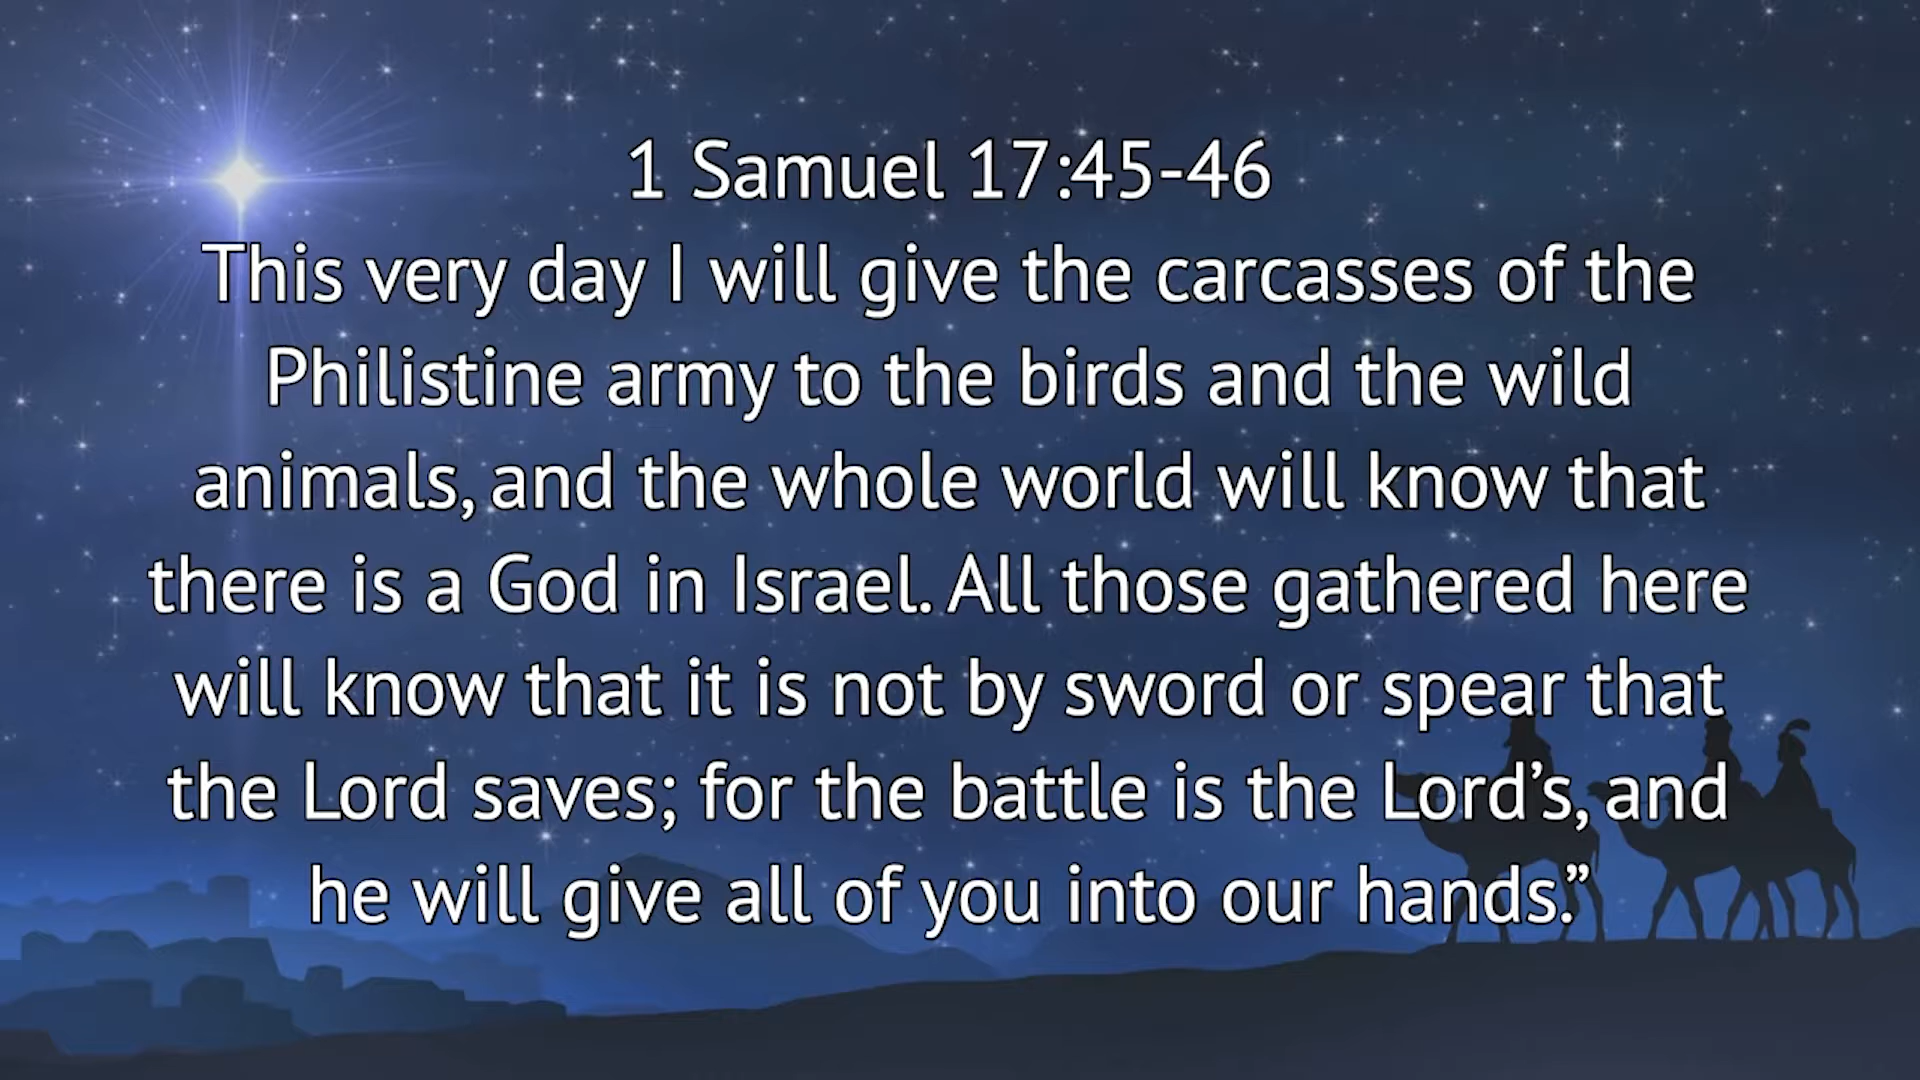 1 Samuel 17:45-46
This very day I will give the carcasses of the
Philistine army to the birds and the wild
animals, and the whole world will know that
there is a God in Israel. All those gathered here
will know that it is not by sword or spear that
the Lord saves; for the battle is the Lord’s, and
he will give all of you into our hands.”